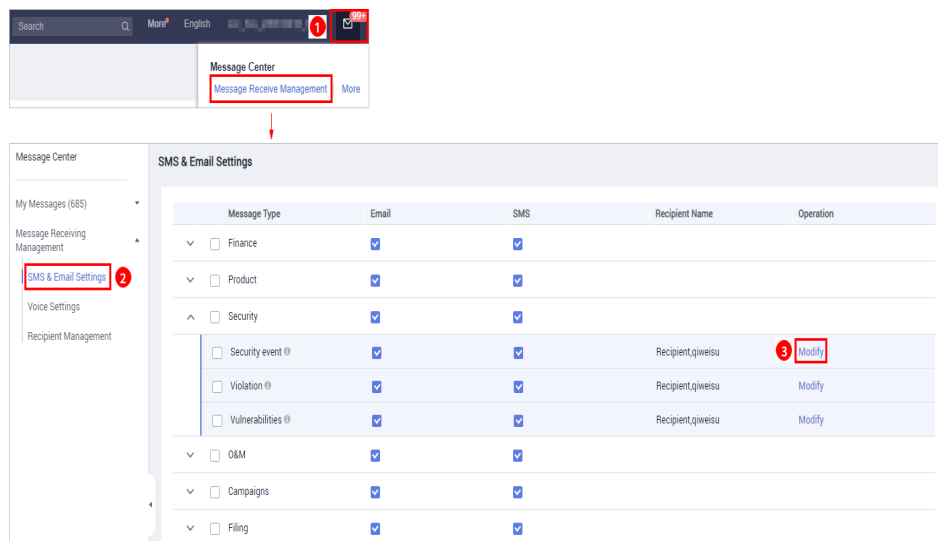 Search More English 1 99+
Message Center
Message Receive Management More
Message Center
SMS & Email Settings
My Messages (685)
Message Receiving
Management
SMS & Email Settings 2
Voice Settings
Recipient Management
Message Type Email SMS Recipient Name Operation
Finance
Product
Security
Security event Recipient,qiweisu 3 Modify
Violation Recipient,qiweisu Modify
Vulnerabilities Recipient,qiweisu Modify
O&M
Campaigns
Filing